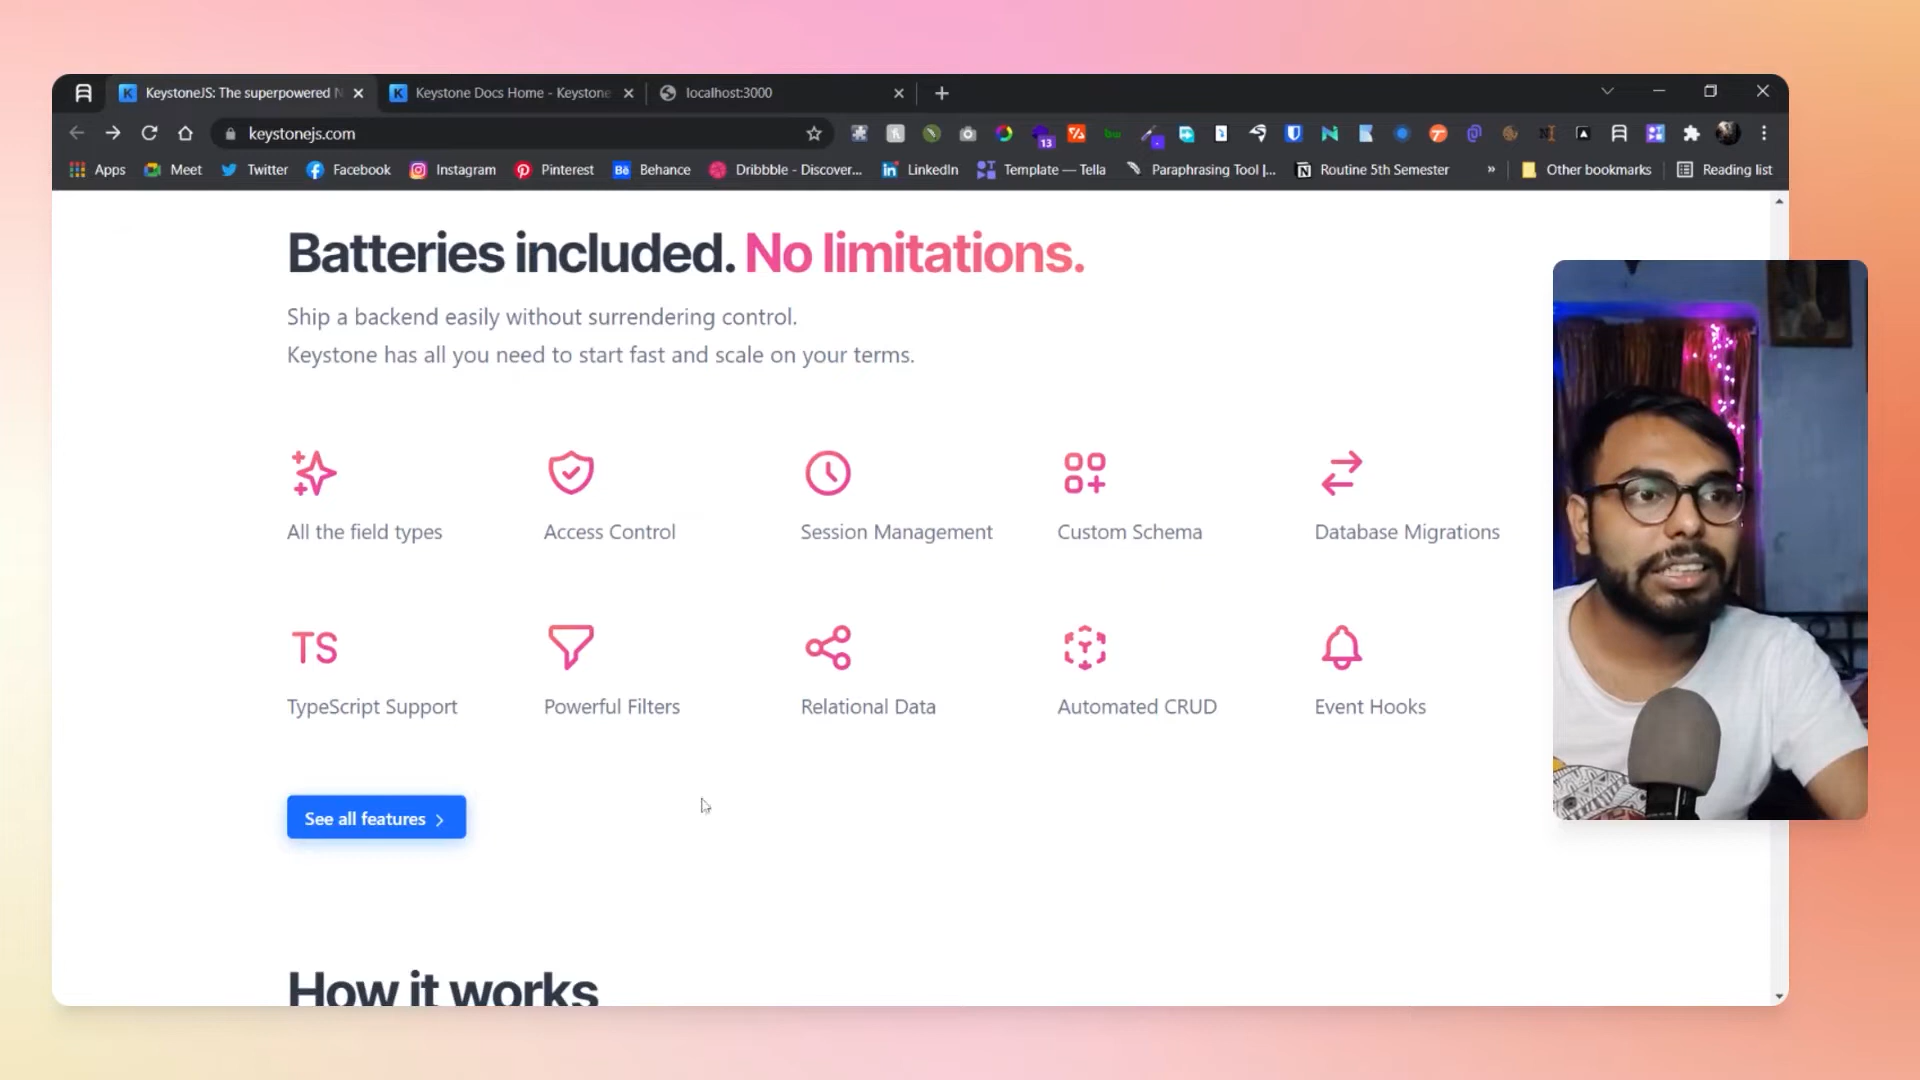 KeystoneJS: The superpowered N
Keystone Docs Home - Keystone
localhost:3000
keystonejs.com
13
Apps
Meet
Twitter
Facebook
Instagram
Pinterest
Bē Behance
Dribbble - Discover...
in LinkedIn
Template — Tella
Paraphrasing Tool |...
Routine 5th Semester
»
Other bookmarks
Reading list
Batteries included. No limitations.
Ship a backend easily without surrendering control.
Keystone has all you need to start fast and scale on your terms.
All the field types
Access Control
Session Management
Custom Schema
Database Migrations
TS
TypeScript Support
Powerful Filters
Relational Data
Automated CRUD
Event Hooks
See all features
How it works